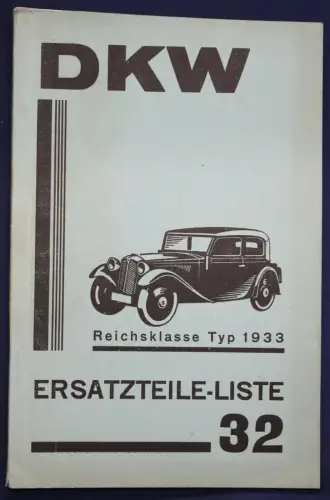 DKW
Reichsklasse Typ 1933
ERSATZTEILE-LISTE
32